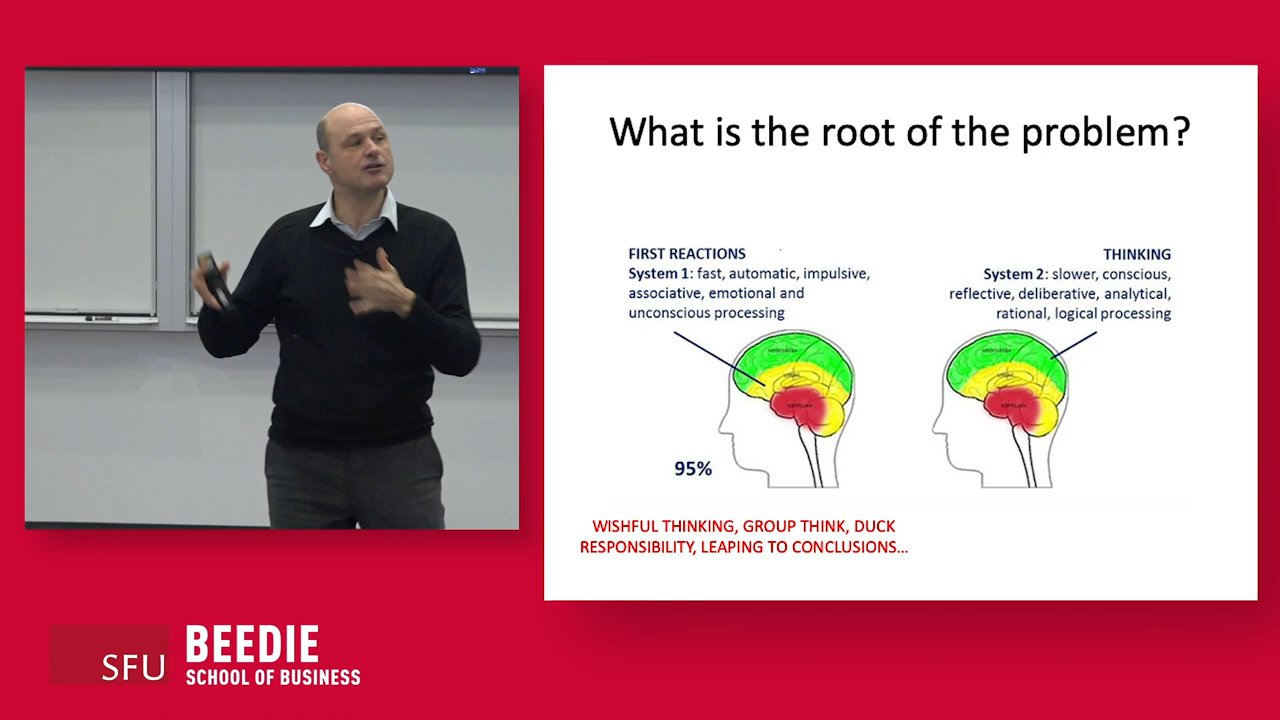 What is the root of the problem?
FIRST REACTIONS
System 1: fast, automatic, impulsive,
associative, emotional and
unconscious processing
THINKING
System 2: slower, conscious,
reflective, deliberative, analytical,
rational, logical processing
95%
WISHFUL THINKING, GROUP THINK, DUCK
RESPONSIBILITY, LEAPING TO CONCLUSIONS...
SFU
BEEDIE
SCHOOL OF BUSINESS